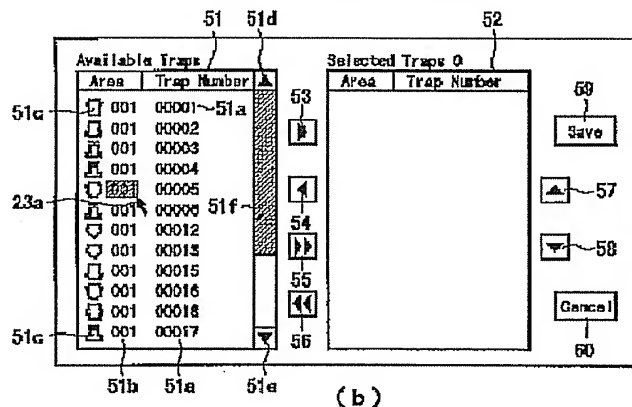 51 51d 52
Available Traps Selected Traps 0
Area Trap Number Area Trap Number
51c 001 00001 51a 53 59
001 00002 Save
001 00003
001 00004
001 00005 57
23a 001 00006 51f 54
001 00012
001 00013 55 58
001 00015
001 00016
001 00018 Cancel
51c 001 00017 56 60
51b 51a 51e
(b)